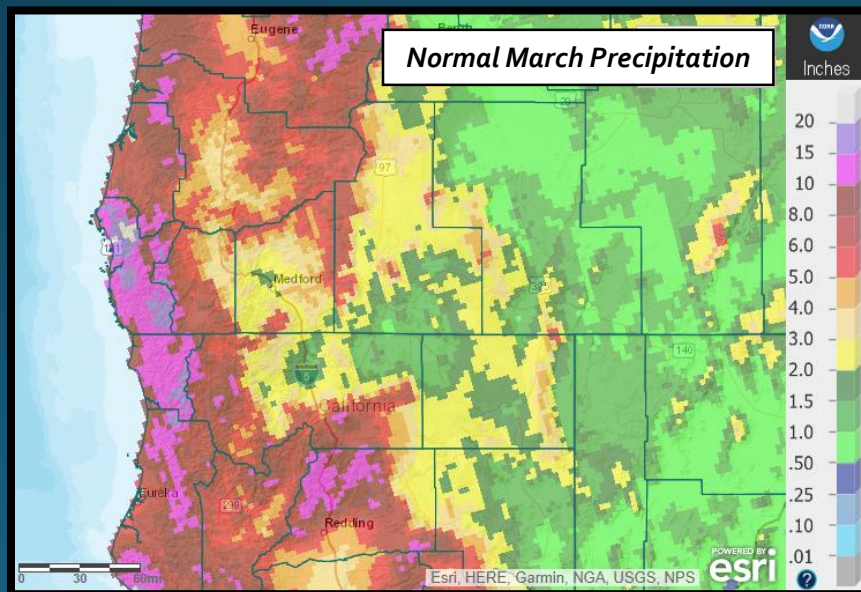 Normal March Precipitation
NOAA
Inches
20
15
10
8.0
6.0
5.0
4.0
3.0
2.0
1.5
1.0
.50
.25
.10
.01
?
Eugene
97
Medford
5
California
140
Eureka
Redding
0 30 60mi
Esri, HERE, Garmin, NGA, USGS, NPS
POWERED BY
esri